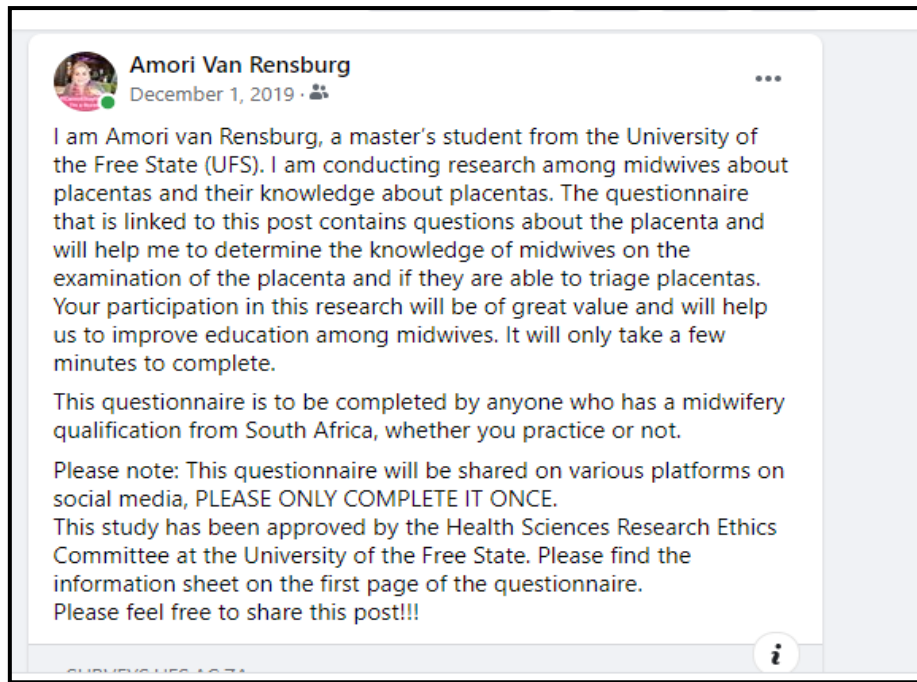 Amori Van Rensburg
December 1, 2019 ·
I am Amori van Rensburg, a master's student from the University of
the Free State (UFS). I am conducting research among midwives about
placentas and their knowledge about placentas. The questionnaire
that is linked to this post contains questions about the placenta and
will help me to determine the knowledge of midwives on the
examination of the placenta and if they are able to triage placentas.
Your participation in this research will be of great value and will help
us to improve education among midwives. It will only take a few
minutes to complete.
This questionnaire is to be completed by anyone who has a midwifery
qualification from South Africa, whether you practice or not.
Please note: This questionnaire will be shared on various platforms on
social media, PLEASE ONLY COMPLETE IT ONCE.
This study has been approved by the Health Sciences Research Ethics
Committee at the University of the Free State. Please find the
information sheet on the first page of the questionnaire.
Please feel free to share this post!!!
i